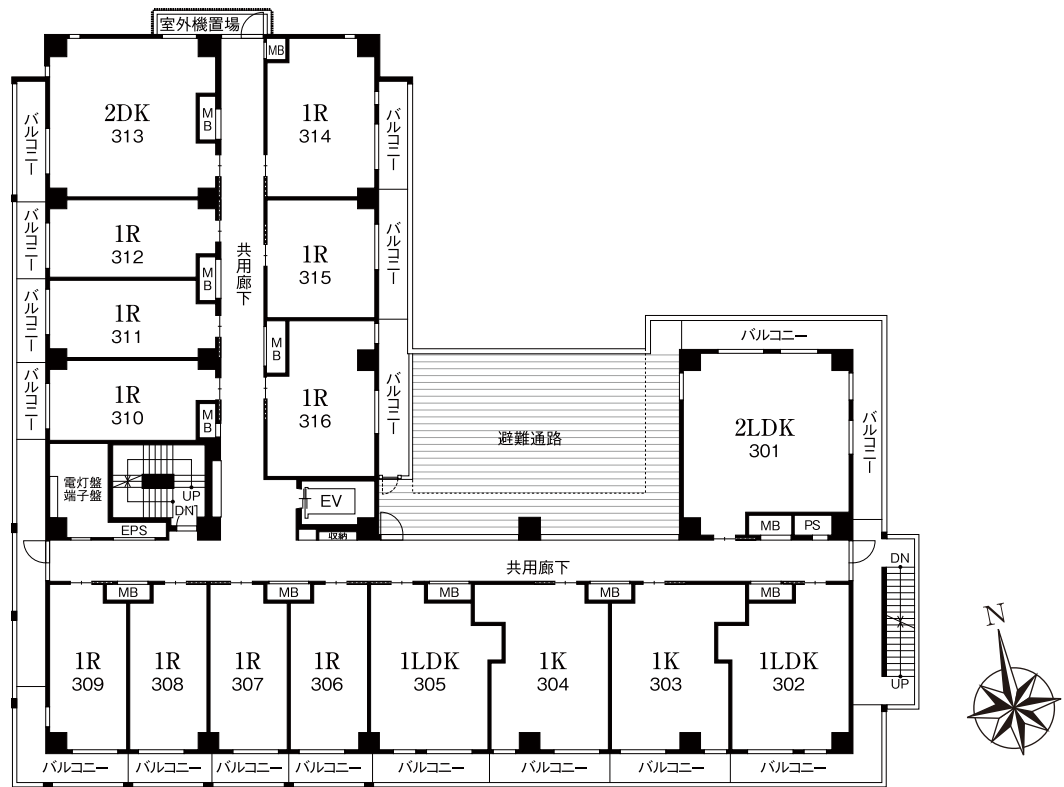 室外機置場
MB
2DK
313
MB
1R
314
バルコニー
バルコニー
1R
312
MB
バルコニー
1R
315
バルコニー
共用廊下
1R
311
バルコニー
MB
1R
316
バルコニー
1R
310
MB
バルコニー
バルコニー
2LDK
301
バルコニー
避難通路
電灯盤
端子盤
UP
DN
EPS
EV
収納
MB
PS
共用廊下
DN
UP
MB
MB
MB
MB
MB
1R
309
1R
308
1R
307
1R
306
1LDK
305
1K
304
1K
303
1LDK
302
バルコニー
バルコニー
バルコニー
バルコニー
バルコニー
バルコニー
バルコニー
バルコニー
N